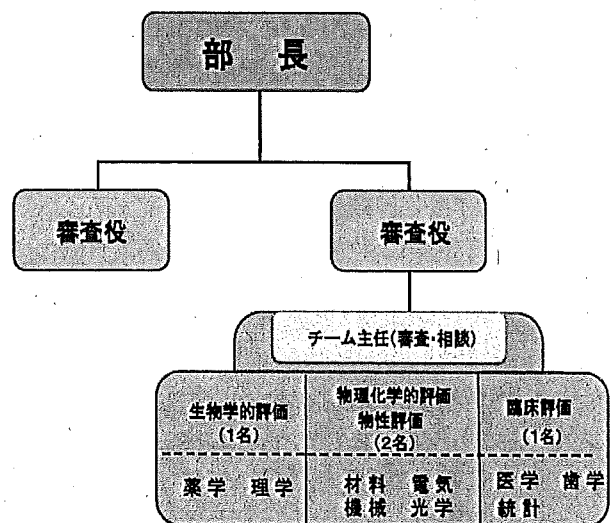 部 長
審査役
審査役
チーム主任(審査・相談)
生物学的評価
(1名)
物理化学的評価
物性評価
(2名)
臨床評価
(1名)
薬学 理学
材料 電気
機械 光学
医学 歯学
統計